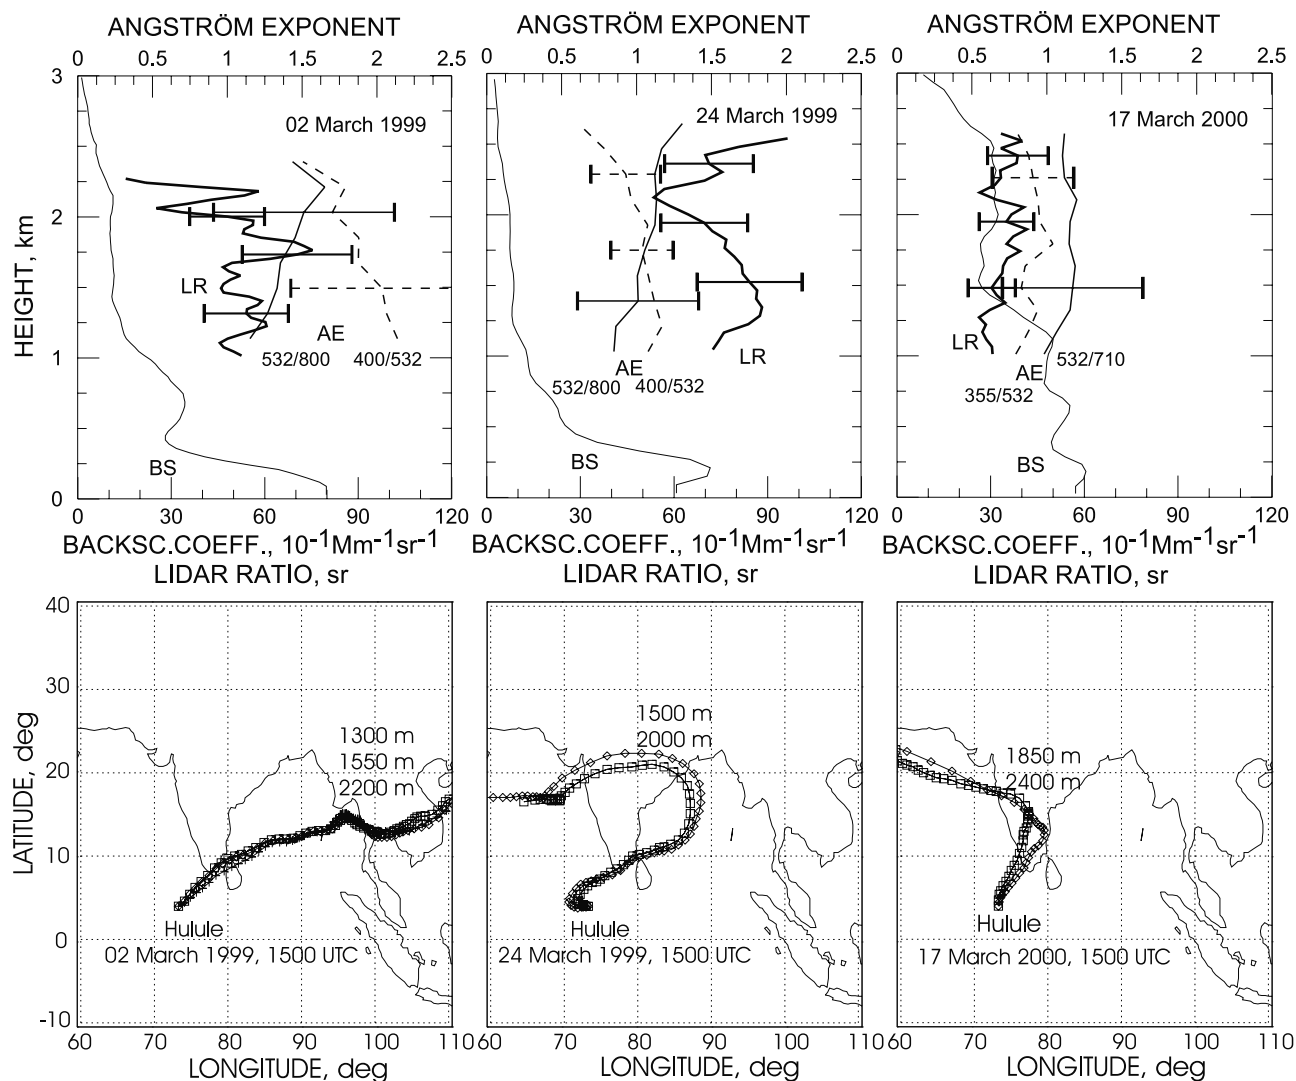 ANGSTRÖM EXPONENT ANGSTRÖM EXPONENT ANGSTRÖM EXPONENT
0 0.5 1 1.5 2 2.5 0 0.5 1 1.5 2 2.5 0 0.5 1 1.5 2 2.5
3
02 March 1999 24 March 1999 17 March 2000
2
HEIGHT, km
LR
AE
532/800 400/532
1
AE LR
532/800 400/532
LR
AE 532/710
355/532
BS BS BS
0
0 30 60 90 120 0 30 60 90 120 0 30 60 90 120
BACKSC.COEFF., 10-1Mm-1sr-1 BACKSC.COEFF., 10-1Mm-1sr-1 BACKSC.COEFF., 10-1Mm-1sr-1
LIDAR RATIO, sr LIDAR RATIO, sr LIDAR RATIO, sr
40
30
20
10
0
-10
LATITUDE, deg
1300 m
1550 m
2200 m
Hulule
02 March 1999, 1500 UTC
1500 m
2000 m
Hulule
24 March 1999, 1500 UTC
1850 m
2400 m
Hulule
17 March 2000, 1500 UTC
60 70 80 90 100 110 60 70 80 90 100 110 60 70 80 90 100 110
LONGITUDE, deg LONGITUDE, deg LONGITUDE, deg